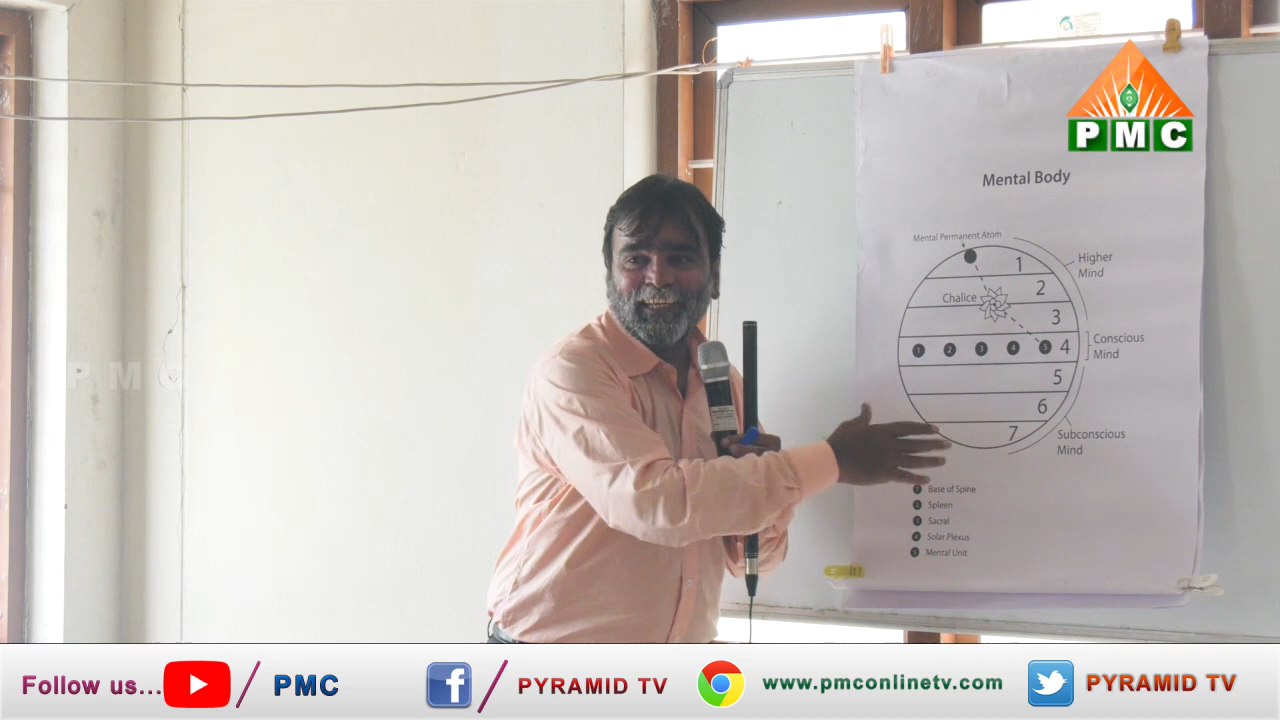 PMC
Mental Body
Mental Permanent Atom
1
Higher
Mind
2
Chalice
3
1 2 3 4 5 4
Conscious
Mind
5
6
7
Subconscious
Mind
1 Base of Spine
2 Spleen
3 Sacral
4 Solar Plexus
5 Mental Unit
PMC
Follow us... PMC PYRAMID TV www.pmconlinetv.com PYRAMID TV